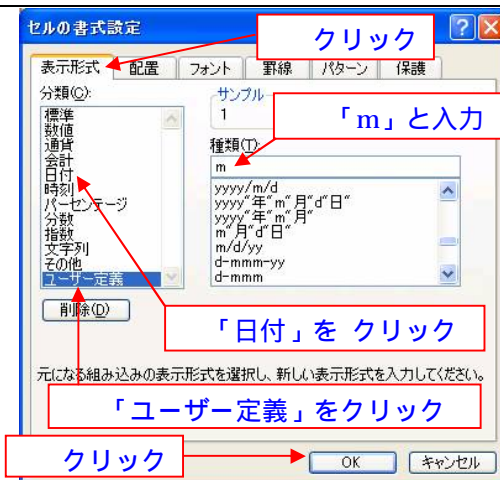 セルの書式設定
クリック
表示形式 配置 フォント 罫線 パターン 保護
分類(C):
標準
数値
通貨
会計
日付
時刻
パーセンテージ
分数
指数
文字列
その他
ユーザー定義
サンプル
1
「m」と入力
種類(T):
m
yyyy/m/d
yyyy"年"m"月"d"日"
yyyy"年"m"月"
m"月"d"日"
m/d/yy
d-mmm-yy
d-mmm
削除(D)
「日付」を クリック
元になる組み込みの表示形式を選択し、新しい表示形式を入力してください。
「ユーザー定義」をクリック
クリック
OK キャンセル